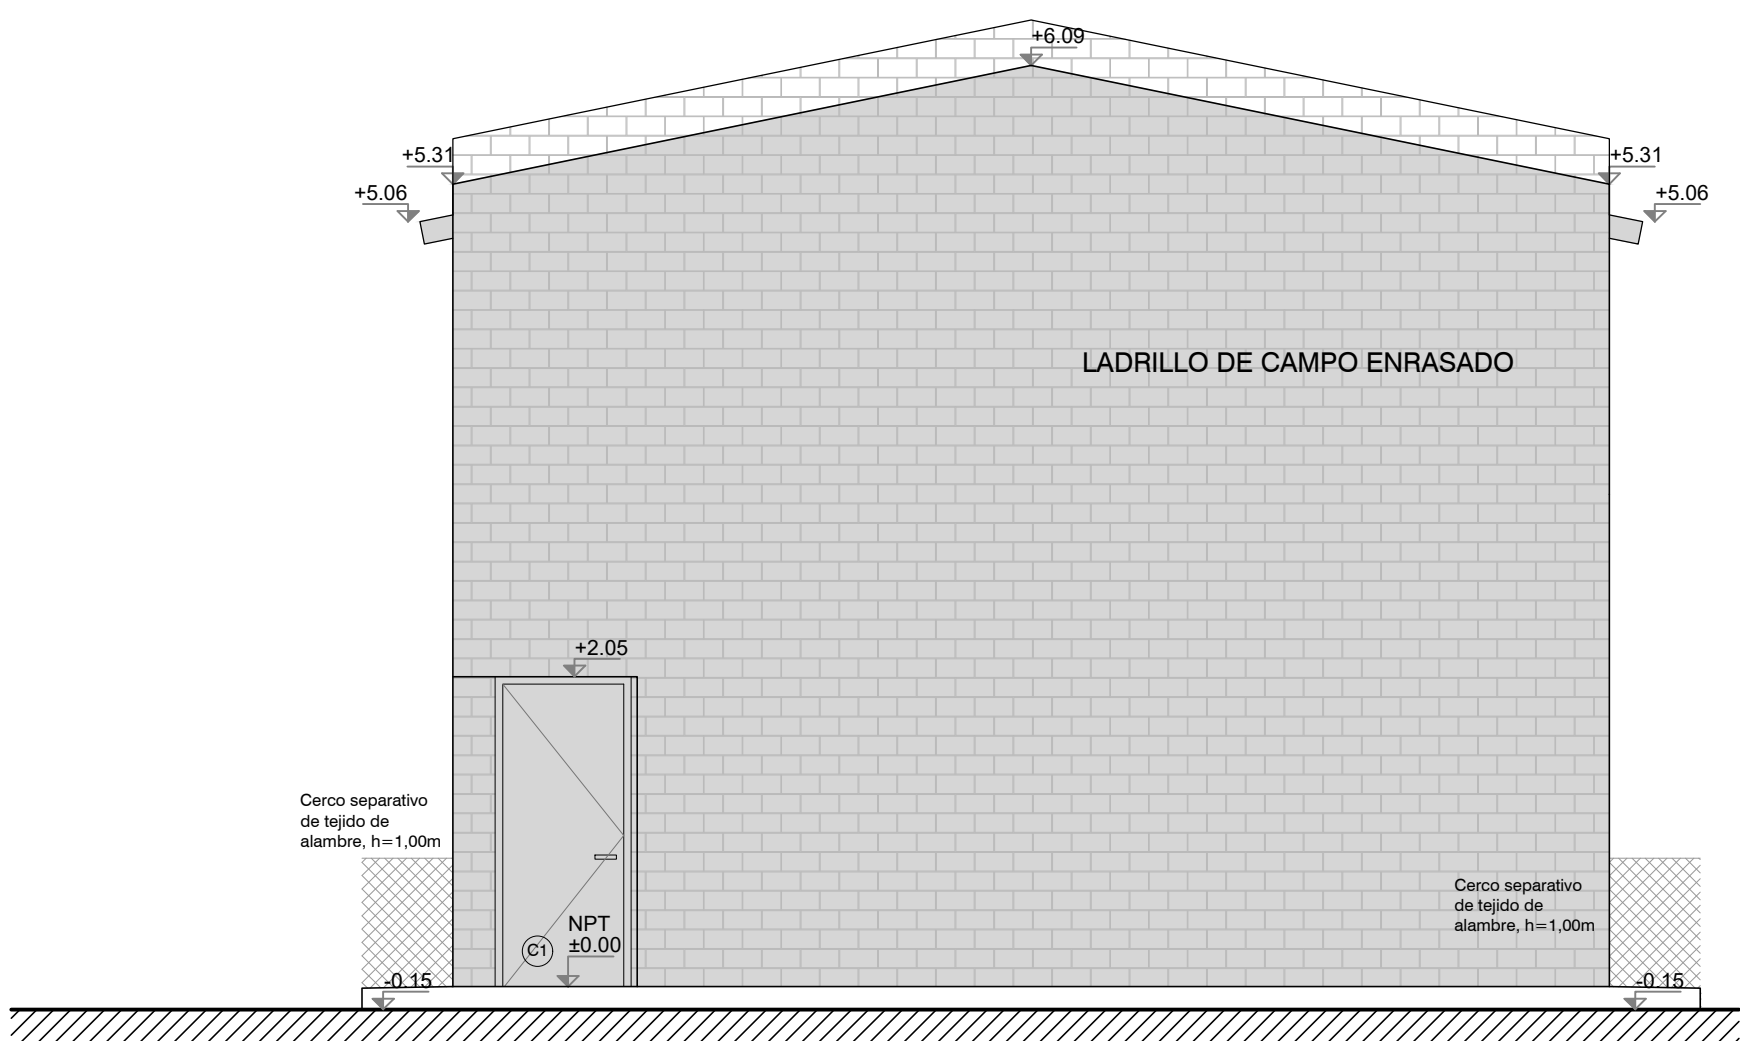 +6.09
+5.31
+5.31
+5.06
+5.06
LADRILLO DE CAMPO ENRASADO
+2.05
Cerco separativo
de tejido de
alambre, h=1,00m
Cerco separativo
de tejido de
alambre, h=1,00m
NPT
±0.00
C1
-0.15
-0.15